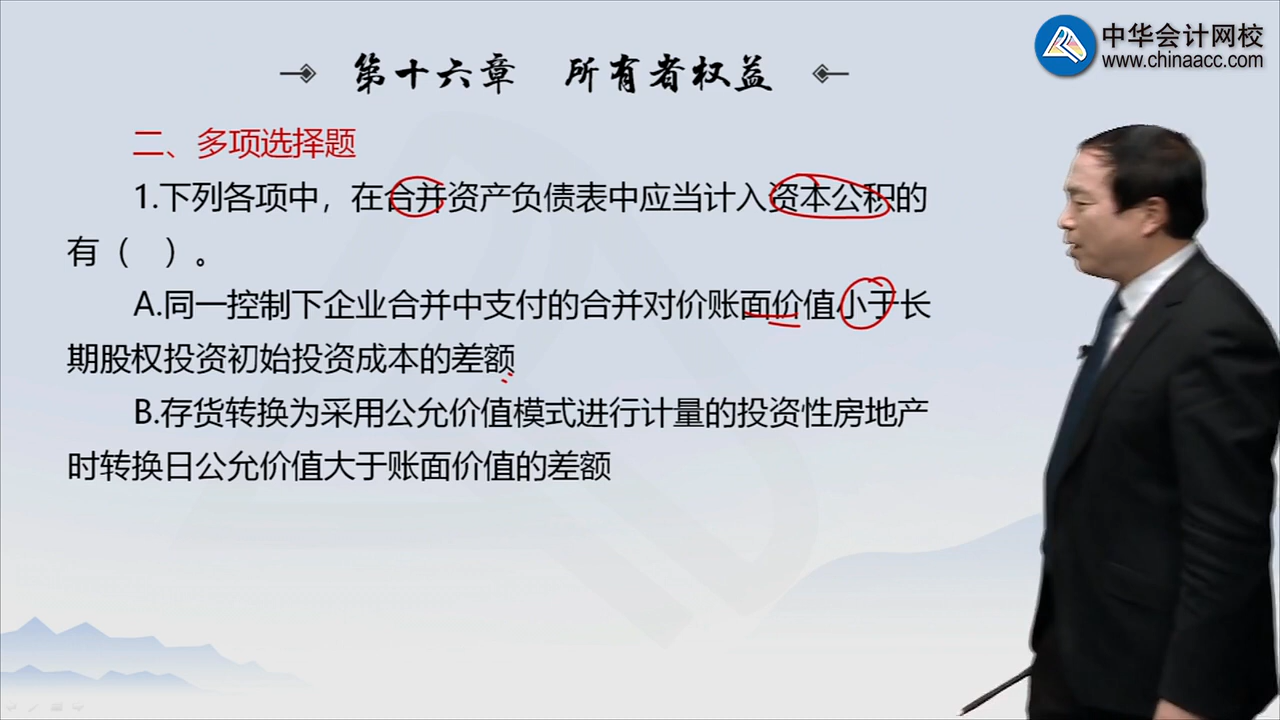 中华会计网校
www.chinaacc.com
第十六章 所有者权益
二、多项选择题
1.下列各项中，在合并资产负债表中应当计入资本公积的
有（ ）。
A.同一控制下企业合并中支付的合并对价账面价值小于长
期股权投资初始投资成本的差额
B.存货转换为采用公允价值模式进行计量的投资性房地产
时转换日公允价值大于账面价值的差额